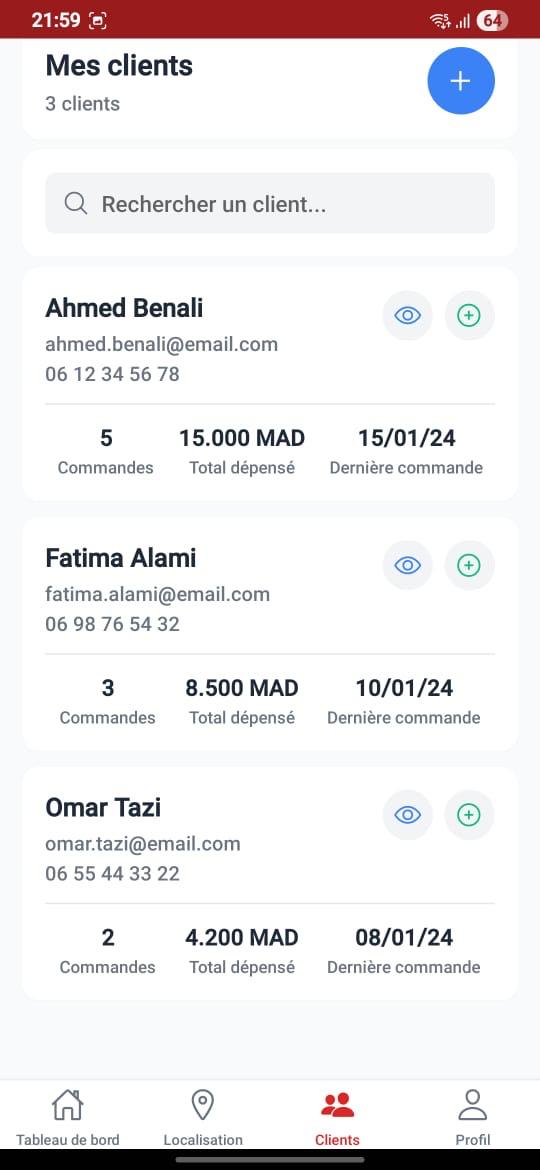 21:59
64
Mes clients
3 clients
Rechercher un client...
Ahmed Benali
ahmed.benali@email.com
06 12 34 56 78
5 15.000 MAD 15/01/24
Commandes Total dépensé Dernière commande
Fatima Alami
fatima.alami@email.com
06 98 76 54 32
3 8.500 MAD 10/01/24
Commandes Total dépensé Dernière commande
Omar Tazi
omar.tazi@email.com
06 55 44 33 22
2 4.200 MAD 08/01/24
Commandes Total dépensé Dernière commande
Tableau de bord Localisation Clients Profil